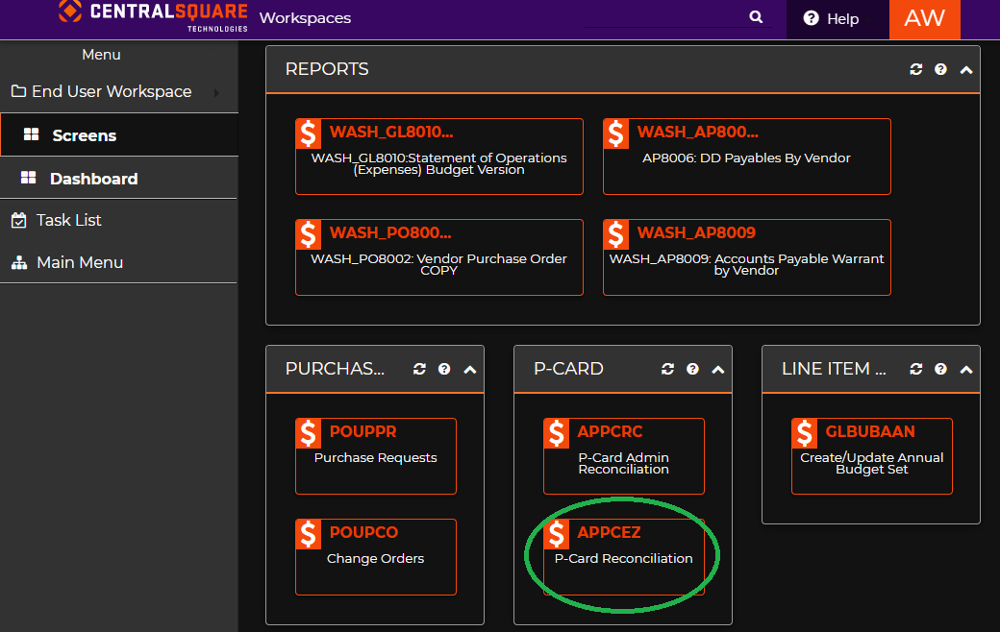 CENTRALSQUARE
TECHNOLOGIES
Workspaces
Help
AW
Menu
End User Workspace
Screens
Dashboard
Task List
Main Menu
REPORTS
WASH_GL8010...
WASH_GL8010:Statement of Operations
(Expenses) Budget Version
WASH_AP800...
AP8006: DD Payables By Vendor
WASH_PO800...
WASH_PO8002: Vendor Purchase Order
COPY
WASH_AP8009
WASH_AP8009: Accounts Payable Warrant
by Vendor
PURCHAS...
POUPPR
Purchase Requests
POUPCO
Change Orders
P-CARD
APPCRC
P-Card Admin
Reconciliation
APPCEZ
P-Card Reconciliation
LINE ITEM ...
GLBUBAAN
Create/Update Annual
Budget Set